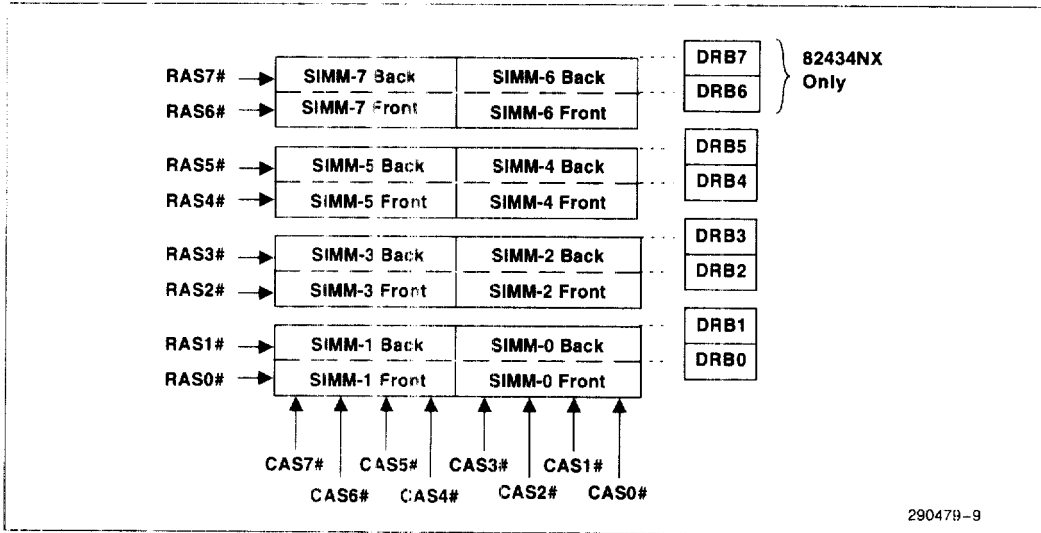 RAS7# SIMM-7 Back SIMM-6 Back DRB7 82434NX
RAS6# SIMM-7 Front SIMM-6 Front DRB6 Only
RAS5# SIMM-5 Back SIMM-4 Back DRB5
RAS4# SIMM-5 Front SIMM-4 Front DRB4
RAS3# SIMM-3 Back SIMM-2 Back DRB3
RAS2# SIMM-3 Front SIMM-2 Front DRB2
RAS1# SIMM-1 Back SIMM-0 Back DRB1
RAS0# SIMM-1 Front SIMM-0 Front DRB0
CAS7# CAS5# CAS3# CAS1#
CAS6# CAS4# CAS2# CAS0#
290479-9